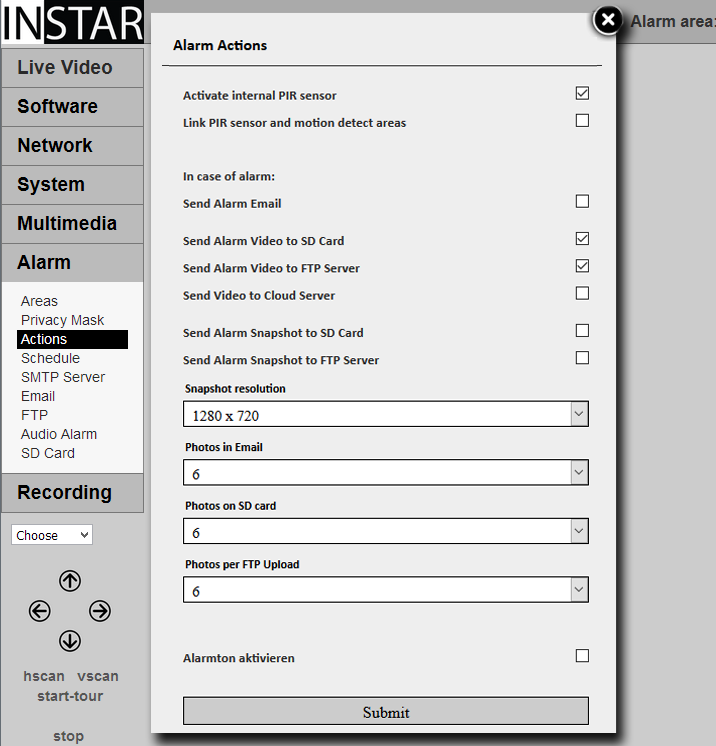 INSTAR
Live Video
Software
Network
System
Multimedia
Alarm
Areas
Privacy Mask
Actions
Schedule
SMTP Server
Email
FTP
Audio Alarm
SD Card
Recording
Choose
hscan vscan
start-tour
stop
Alarm area:
Alarm Actions
Activate internal PIR sensor
Link PIR sensor and motion detect areas
In case of alarm:
Send Alarm Email
Send Alarm Video to SD Card
Send Alarm Video to FTP Server
Send Video to Cloud Server
Send Alarm Snapshot to SD Card
Send Alarm Snapshot to FTP Server
Snapshot resolution
1280 x 720
Photos in Email
6
Photos on SD card
6
Photos per FTP Upload
6
Alarmton aktivieren
Submit